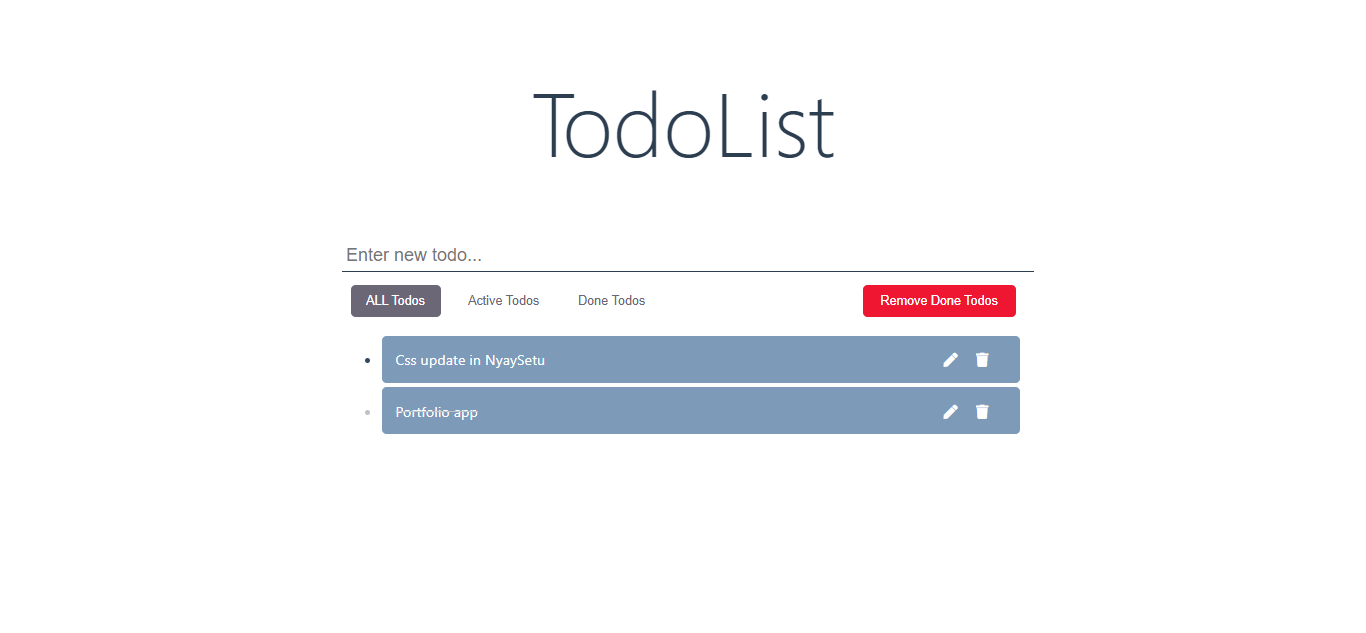 TodoList
Enter new todo...
ALL Todos Active Todos Done Todos Remove Done Todos
Css update in NyaySetu
Portfolio app